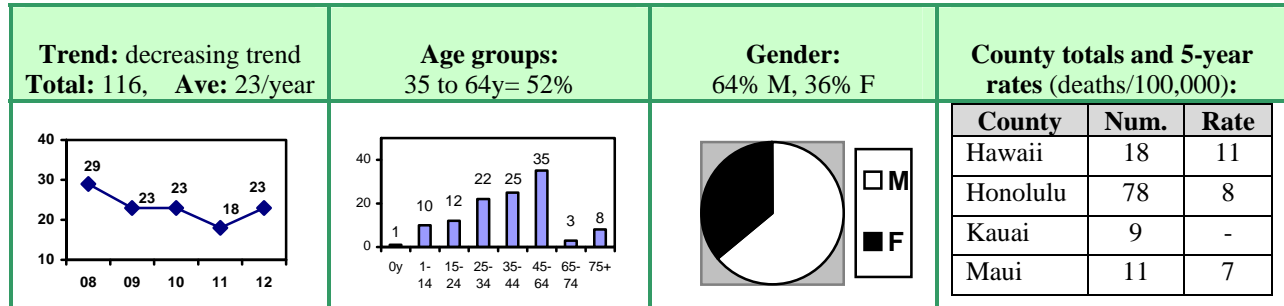 Trend: decreasing trend
Total: 116, Ave: 23/year
Age groups:
35 to 64y= 52%
Gender:
64% M, 36% F
County totals and 5-year
rates (deaths/100,000):
40
30
20
10
29
23
23
18
23
08 09 10 11 12
40
20
0
1
10
12
22
25
35
3
8
0y 1-14 15-24 25-34 35-44 45-64 65-74 75+
M
F
County Num. Rate
Hawaii 18 11
Honolulu 78 8
Kauai 9 -
Maui 11 7